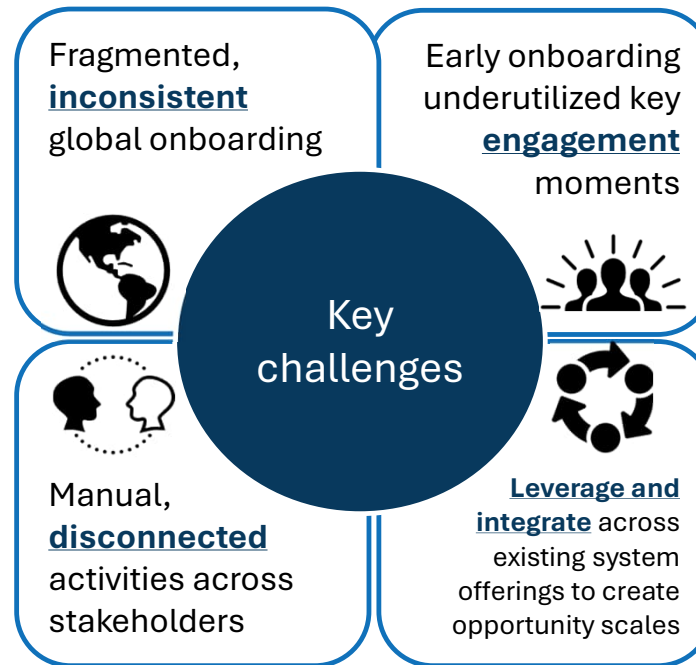 Fragmented,
inconsistent
global onboarding
Early onboarding
underutilized key
engagement
moments
Key
challenges
Manual,
disconnected
activities across
stakeholders
Leverage and
integrate across
existing system
offerings to create
opportunity scales